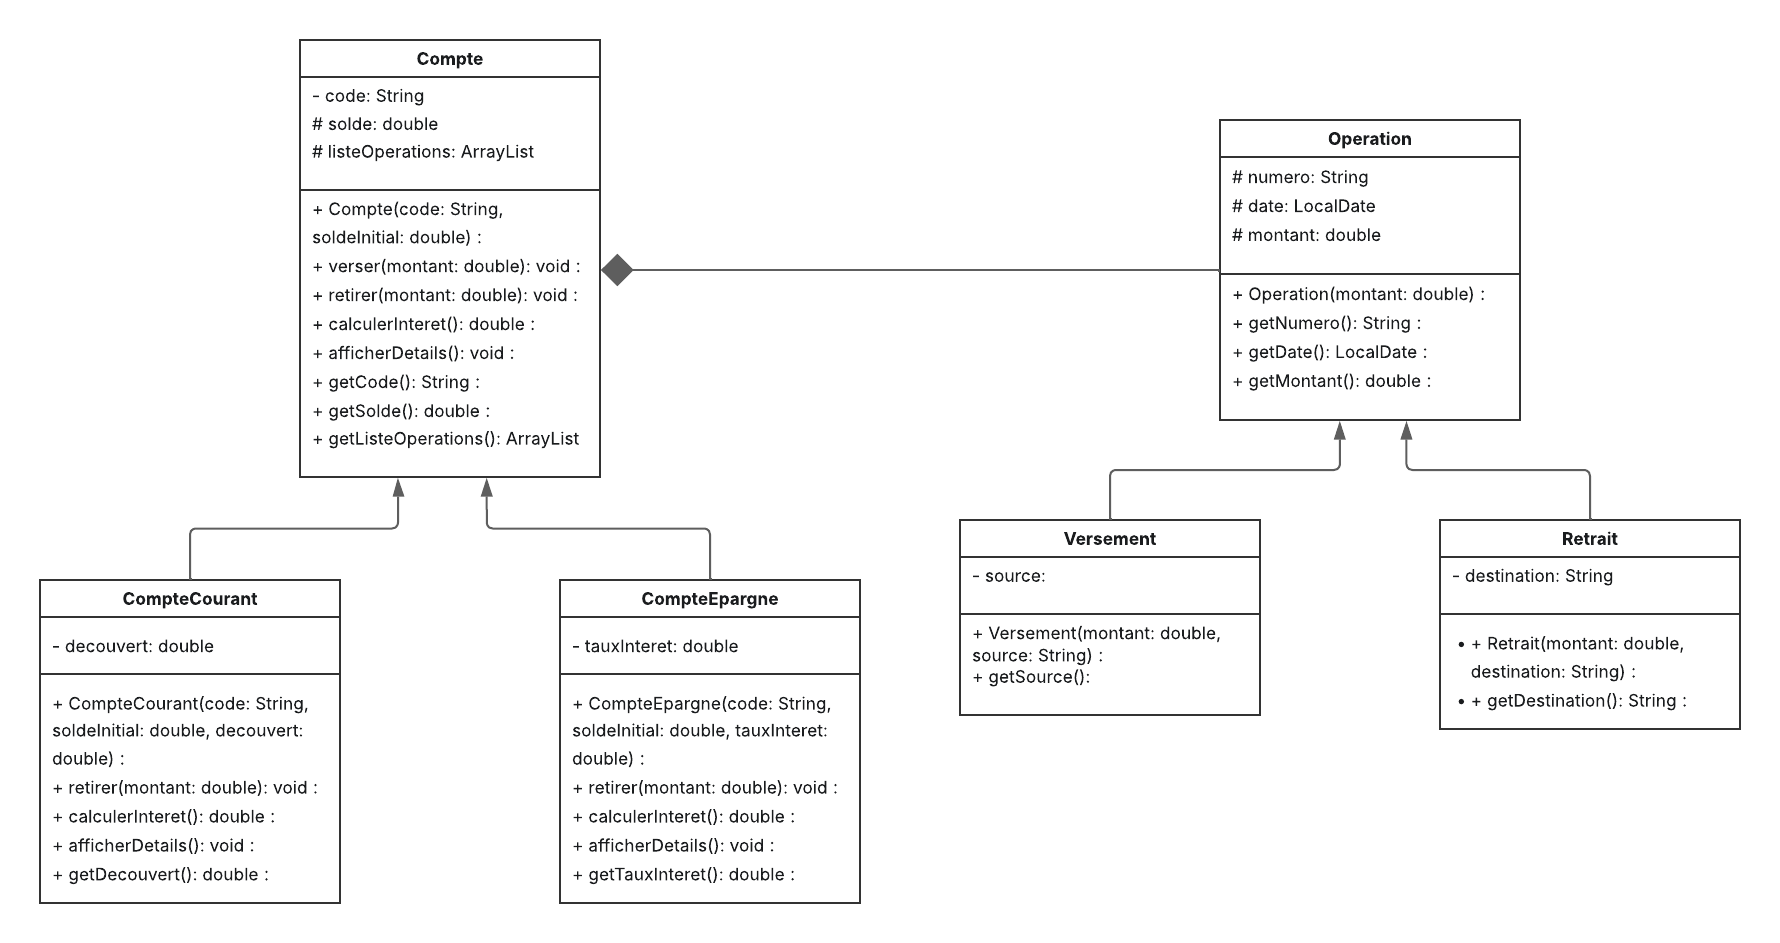 Compte
- code: String
# solde: double
# listeOperations: ArrayList
+ Compte(code: String,
soldeInitial: double) :
+ verser(montant: double): void :
+ retirer(montant: double): void :
+ calculerInteret(): double :
+ afficherDetails(): void :
+ getCode(): String :
+ getSolde(): double :
+ getListeOperations(): ArrayList
Operation
# numero: String
# date: LocalDate
# montant: double
+ Operation(montant: double) :
+ getNumero(): String :
+ getDate(): LocalDate :
+ getMontant(): double :
CompteCourant
- decouvert: double
+ CompteCourant(code: String,
soldeInitial: double, decouvert:
double) :
+ retirer(montant: double): void :
+ calculerInteret(): double :
+ afficherDetails(): void :
+ getDecouvert(): double :
CompteEpargne
- tauxInteret: double
+ CompteEpargne(code: String,
soldeInitial: double, tauxInteret:
double) :
+ retirer(montant: double): void :
+ calculerInteret(): double :
+ afficherDetails(): void :
+ getTauxInteret(): double :
Versement
- source:
+ Versement(montant: double,
source: String) :
+ getSource():
Retrait
- destination: String
• + Retrait(montant: double,
destination: String) :
• + getDestination(): String :